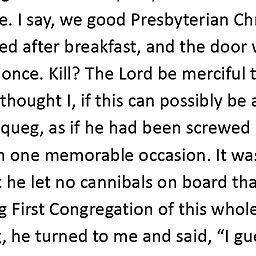 e. I say, we good Presbyterian Chr
ed after breakfast, and the door w
once. Kill? The Lord be merciful t
thought I, if this can possibly be a
queg, as if he had been screwed
n one memorable occasion. It was
t he let no cannibals on board tha
g First Congregation of this whole
, he turned to me and said, “I gue